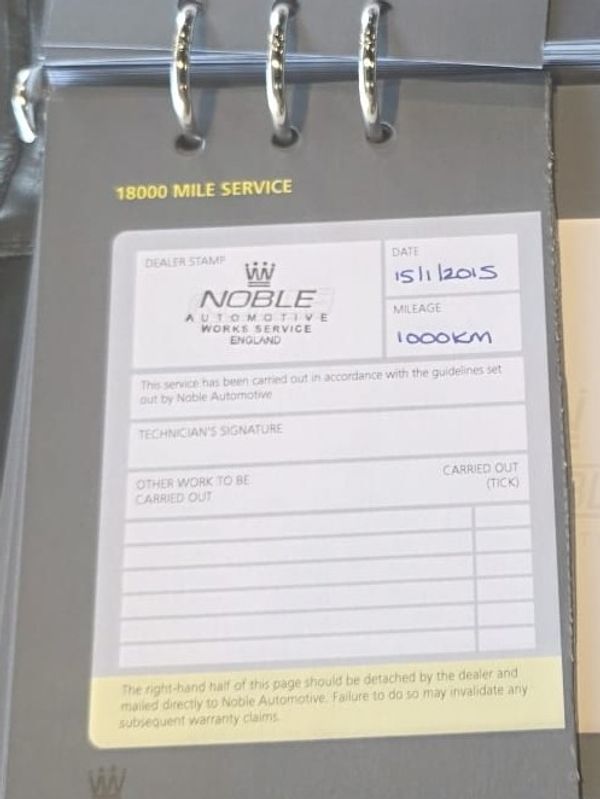 18000 MILE SERVICE
DEALER STAMP
NOBLE
AUTOMOTIVE
WORKS SERVICE
ENGLAND
DATE
15/1/2015
MILEAGE
1000KM
This service has been carried out in accordance with the guidelines set
out by Noble Automotive
TECHNICIAN'S SIGNATURE
OTHER WORK TO BE
CARRIED OUT
CARRIED OUT
(TICK)
The right-hand half of this page should be detached by the dealer and
mailed directly to Noble Automotive. Failure to do so may invalidate any
subsequent warranty claims.